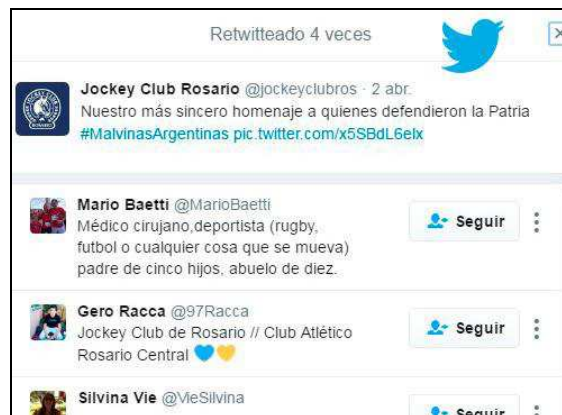 Retwitteado 4 veces
Jockey Club Rosario @jockeyclubros · 2 abr.
Nuestro más sincero homenaje a quienes defendieron la Patria
#MalvinasArgentinas pic.twitter.com/x5SBdL6elx
Mario Baetti @MarioBaetti
Médico cirujano,deportista (rugby,
futbol o cualquier cosa que se mueva)
padre de cinco hijos, abuelo de diez.
Seguir
Gero Racca @97Racca
Jockey Club de Rosario // Club Atlético
Rosario Central 💙💛
Seguir
Silvina Vie @VieSilvina
Seguir